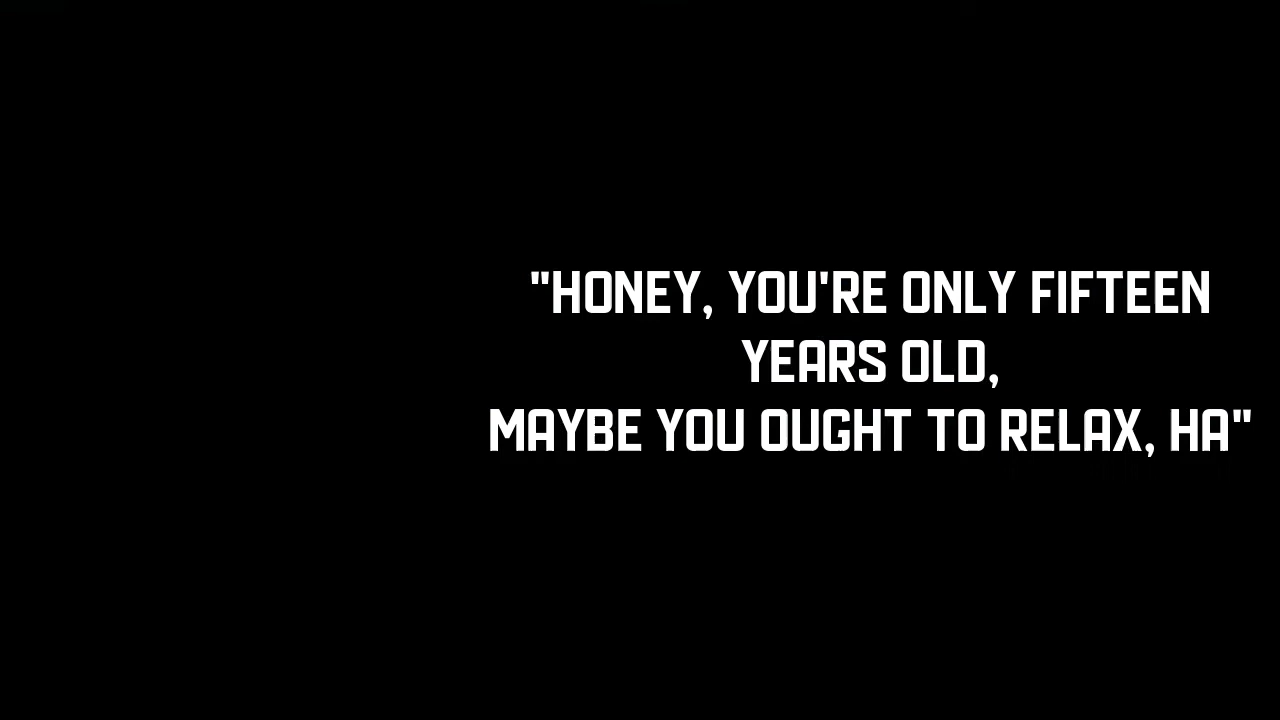 "HONEY, YOU'RE ONLY FIFTEEN
YEARS OLD,
MAYBE YOU OUGHT TO RELAX, HA"